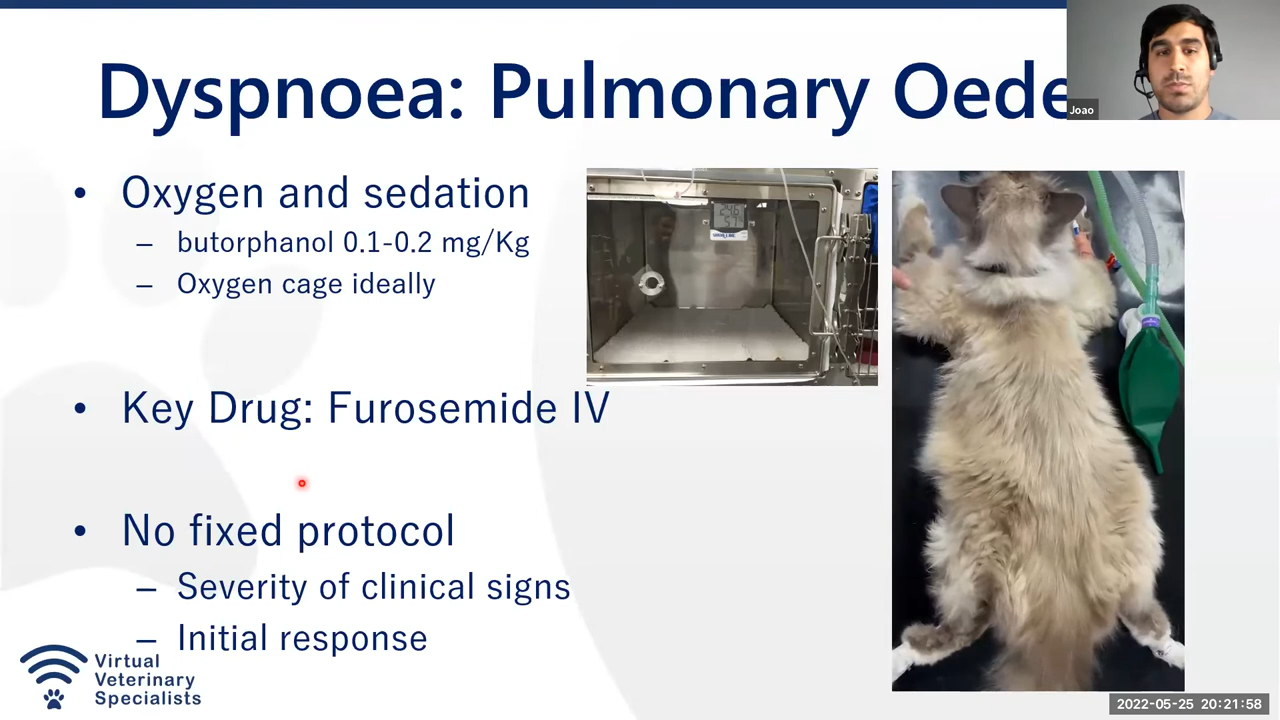 Dyspnoea: Pulmonary Oede
Joao
• Oxygen and sedation
– butorphanol 0.1-0.2 mg/Kg
– Oxygen cage ideally
• Key Drug: Furosemide IV
• No fixed protocol
– Severity of clinical signs
– Initial response
Virtual
Veterinary
Specialists
2022-05-25 20:21:58